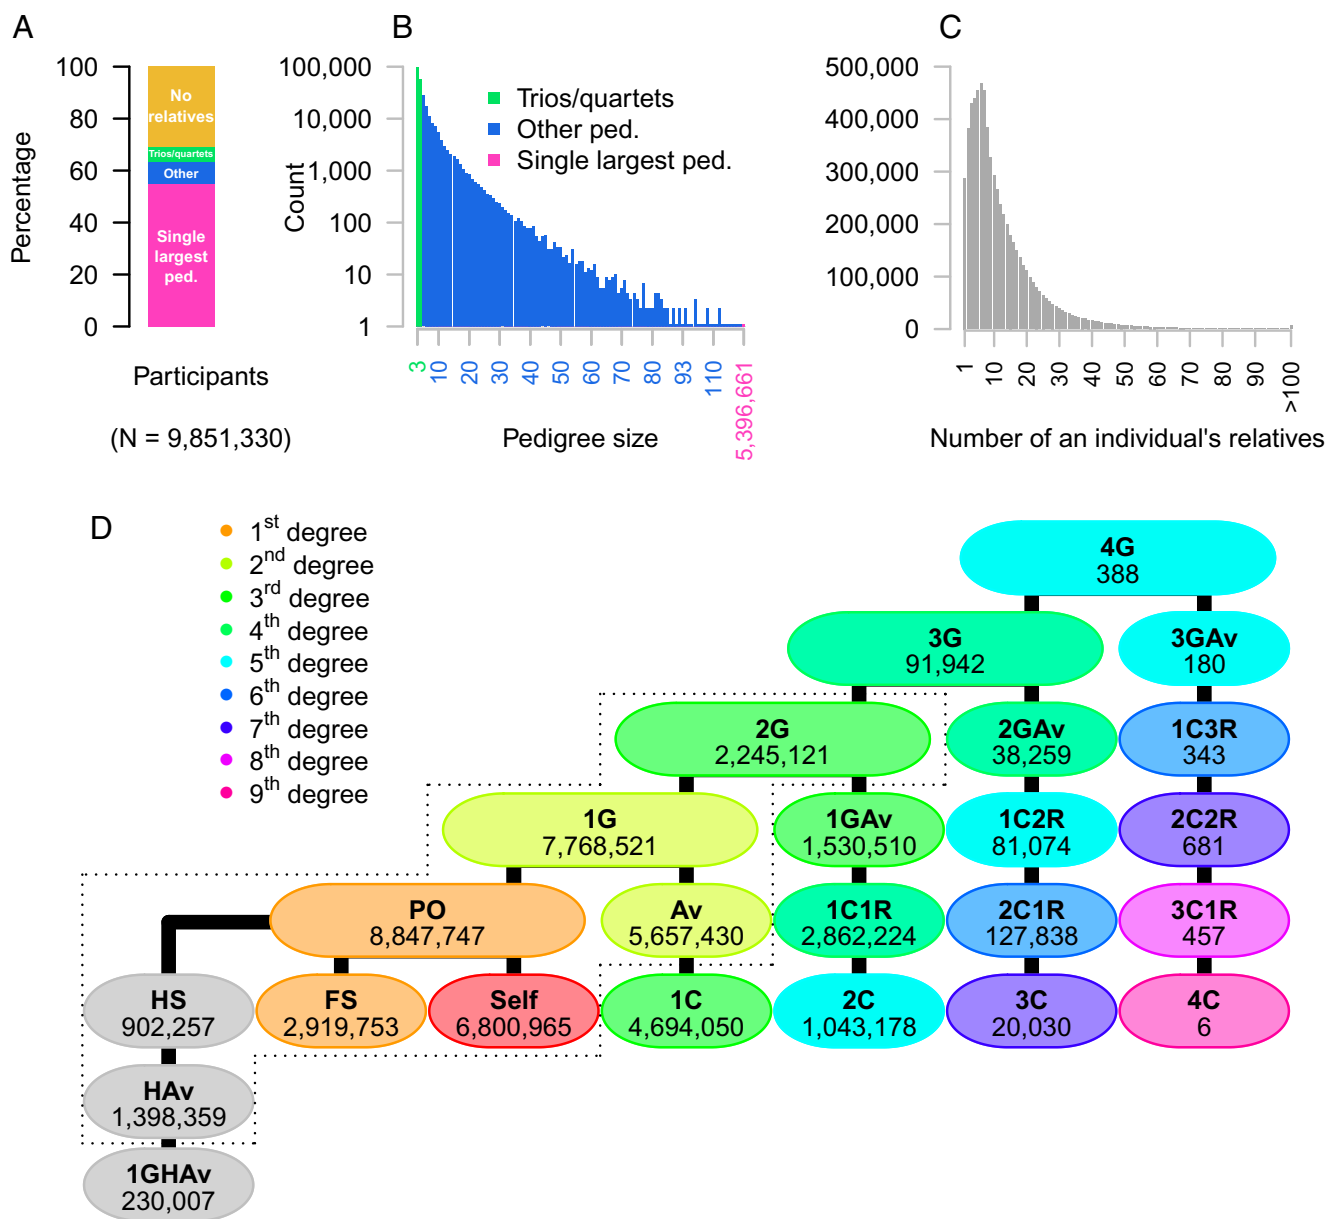 A
B
C
Percentage
100
80
60
40
20
0
No
relatives
Trios/quartets
Other
Single
largest
ped.
Participants
(N = 9,851,330)
Count
100,000
10,000
1,000
100
10
1
Trios/quartets
Other ped.
Single largest ped.
3
10
20
30
40
50
60
70
80
93
110
5,396,661
Pedigree size
500,000
400,000
300,000
200,000
100,000
0
1
10
20
30
40
50
60
70
80
90
>100
Number of an individual's relatives
D
1st degree
2nd degree
3rd degree
4th degree
5th degree
6th degree
7th degree
8th degree
9th degree
4G
388
3G
91,942
3GAv
180
2G
2,245,121
2GAv
38,259
1C3R
343
1G
7,768,521
1GAv
1,530,510
1C2R
81,074
2C2R
681
PO
8,847,747
Av
5,657,430
1C1R
2,862,224
2C1R
127,838
3C1R
457
HS
902,257
FS
2,919,753
Self
6,800,965
1C
4,694,050
2C
1,043,178
3C
20,030
4C
6
HAv
1,398,359
1GHAv
230,007